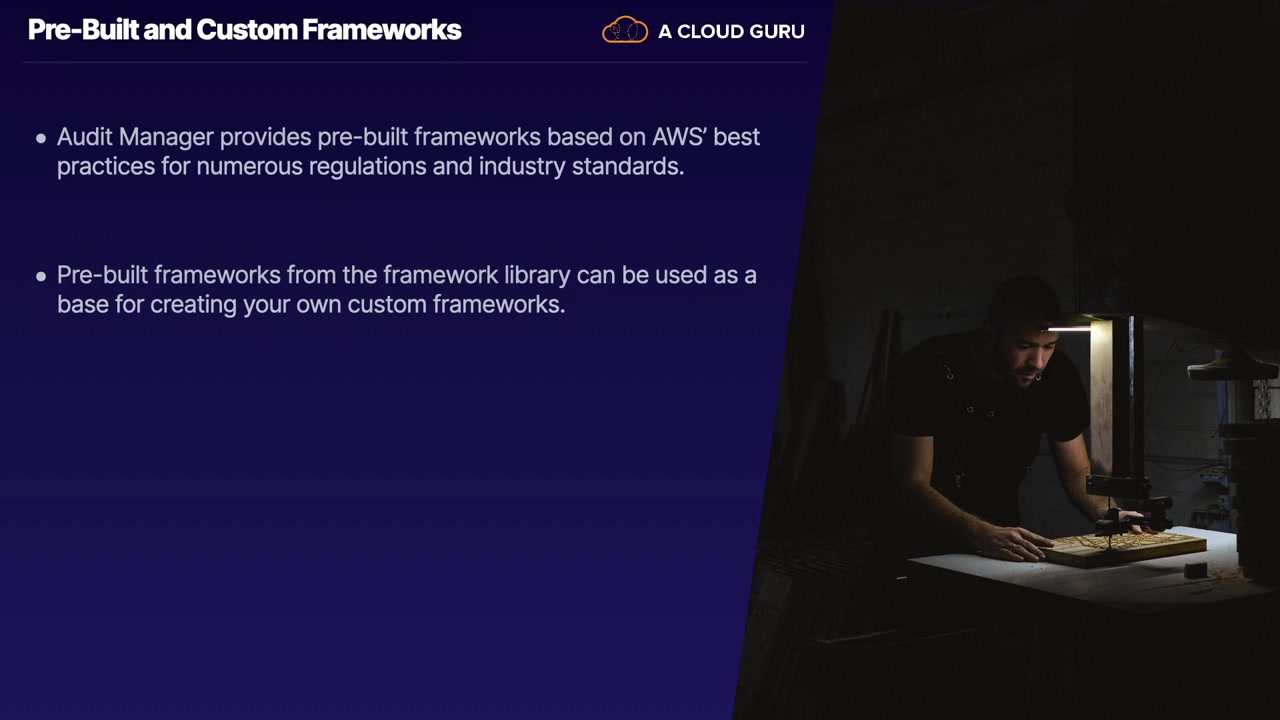 Pre-Built and Custom Frameworks
A CLOUD GURU
• Audit Manager provides pre-built frameworks based on AWS’ best
practices for numerous regulations and industry standards.
• Pre-built frameworks from the framework library can be used as a
base for creating your own custom frameworks.